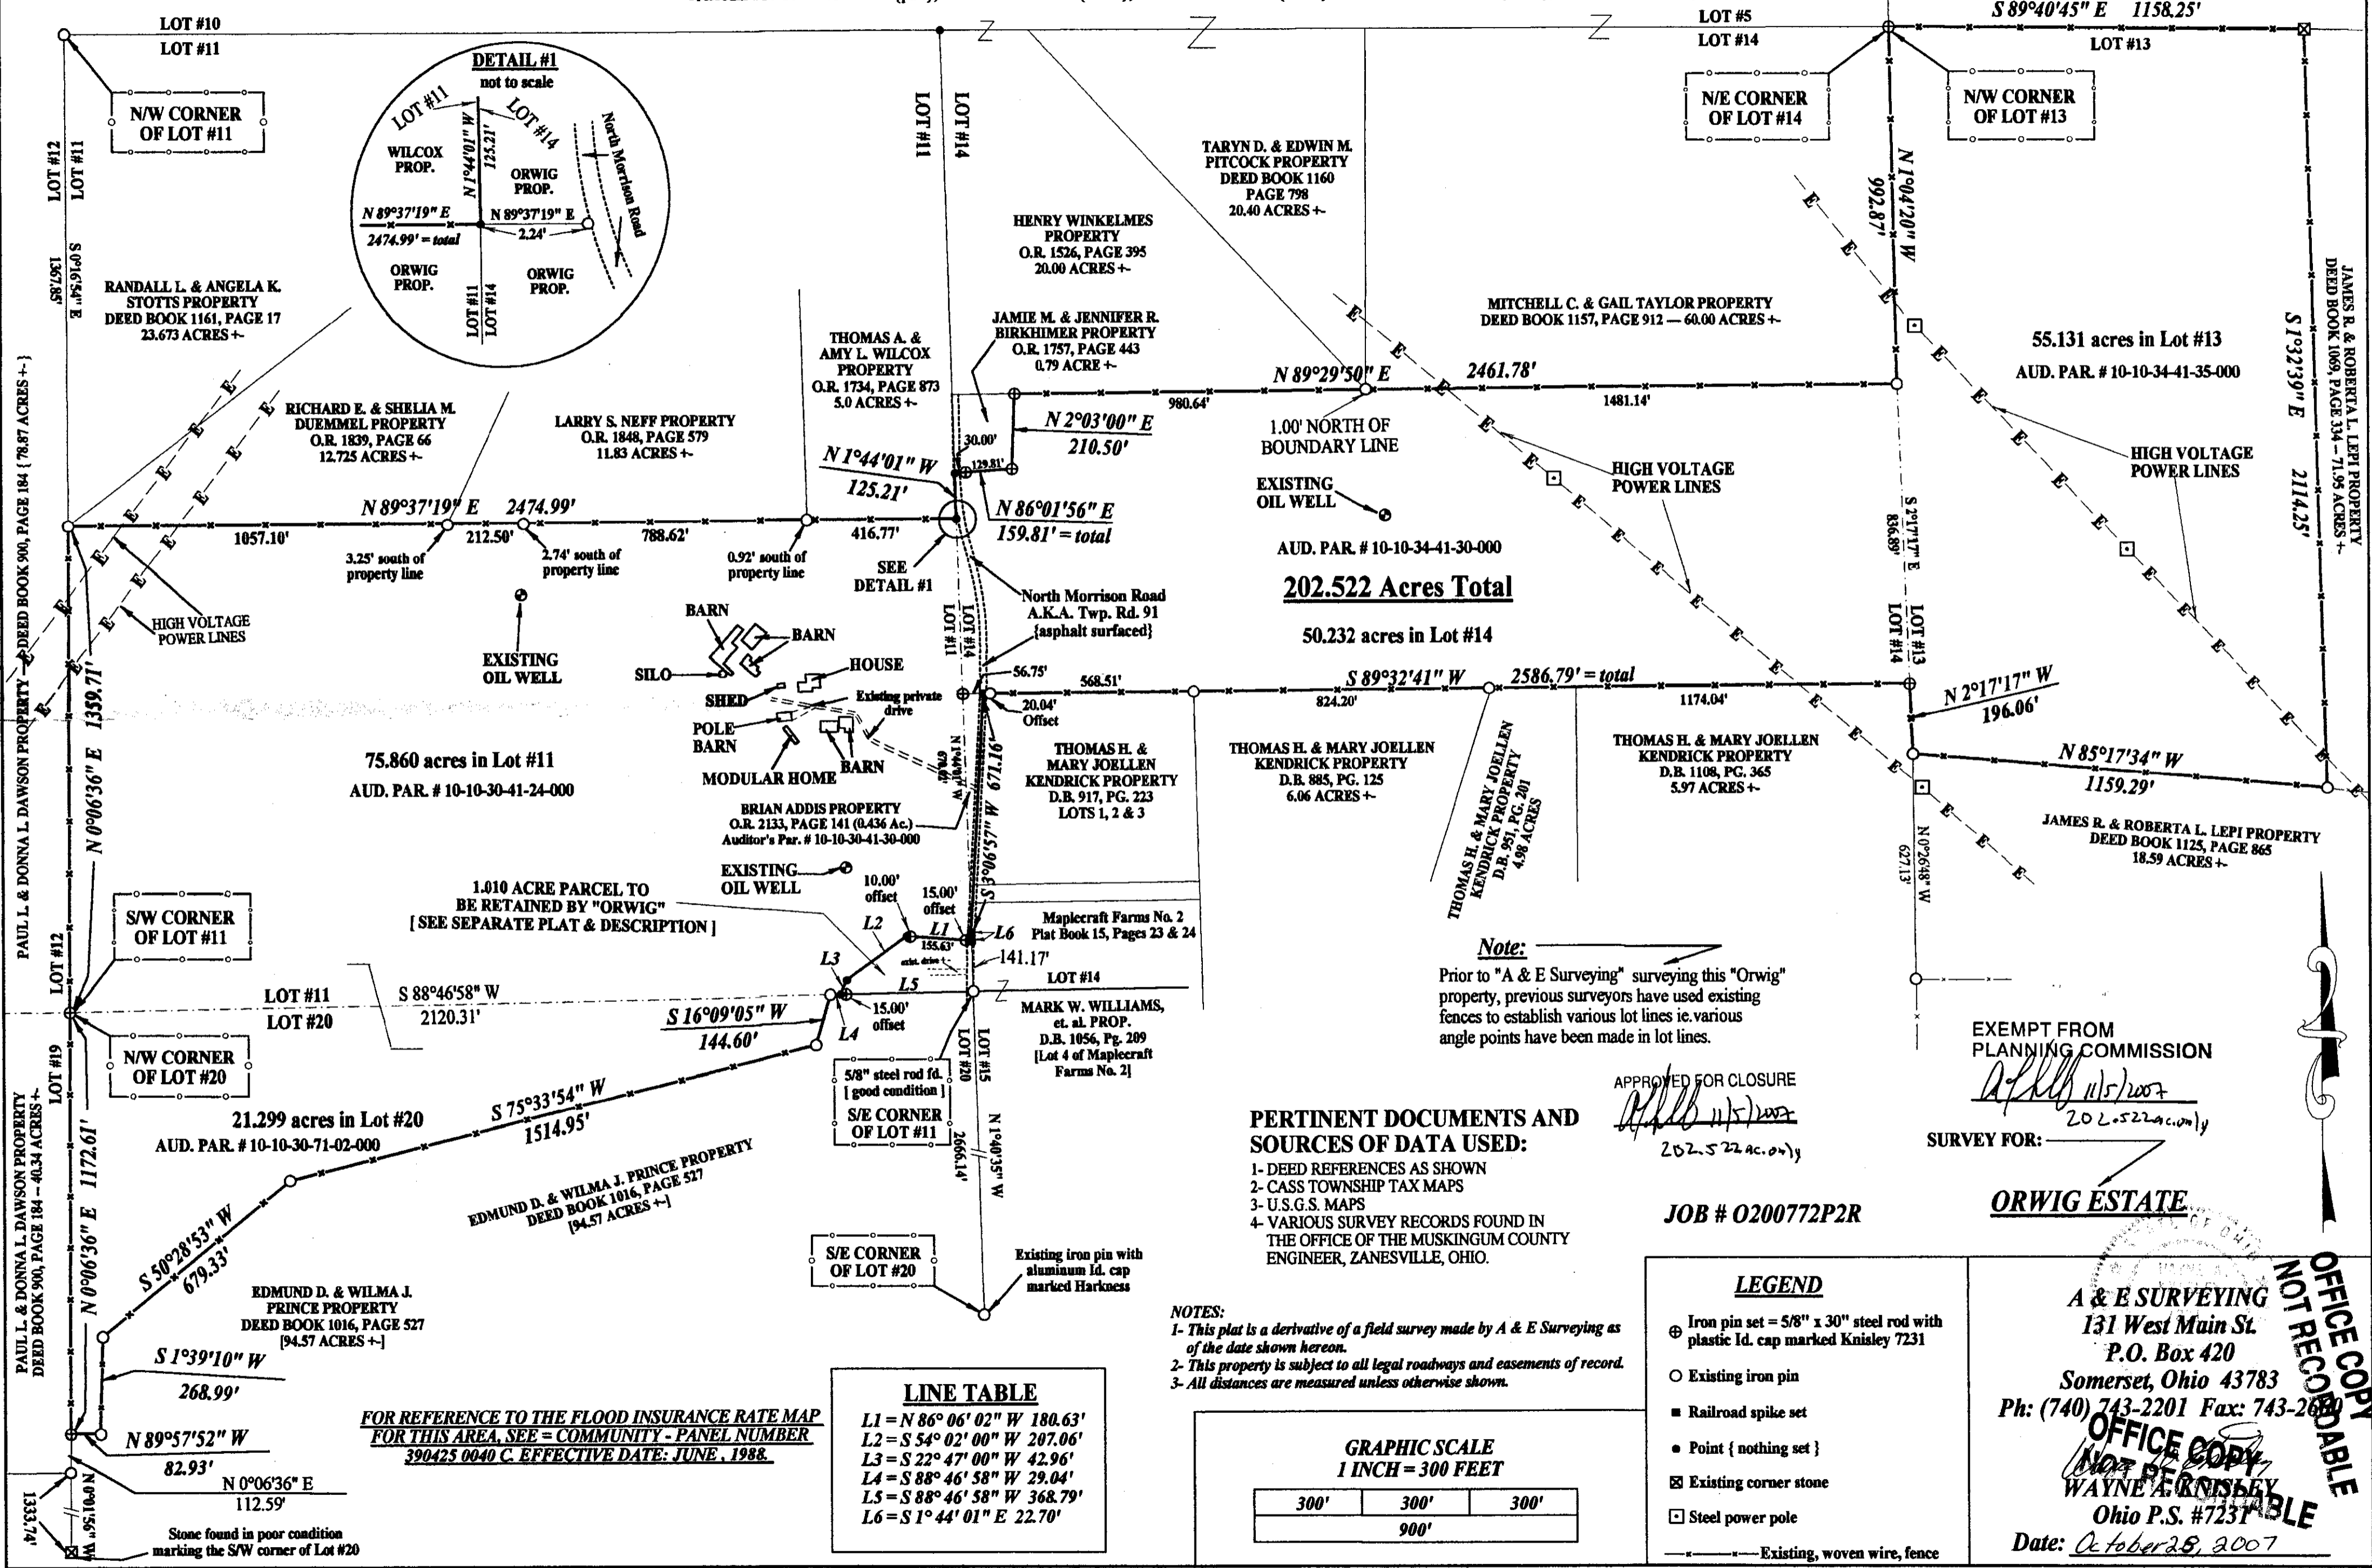 LOT #10
LOT #11
LOT #5
LOT #14
S 89°40'45" E 1158.25'
LOT #13
N/W CORNER
OF LOT #11
DETAIL #1
not to scale
LOT #11
LOT #14
WILCOX
PROP.
N 1°44'01" W
125.21'
ORWIG
PROP.
North Morrison Road
N 89°37'19" E
2474.99' = total
N 89°37'19" E
2.24'
ORWIG
PROP.
ORWIG
PROP.
LOT #11
LOT #14
LOT #11
LOT #14
N/E CORNER
OF LOT #14
N/W CORNER
OF LOT #13
LOT #12
LOT #11
S 0°16'54" E
1367.85'
RANDALL L. & ANGELA K.
STOTTS PROPERTY
DEED BOOK 1161, PAGE 17
23.673 ACRES +-
TARYN D. & EDWIN M.
PITCOCK PROPERTY
DEED BOOK 1160
PAGE 798
20.40 ACRES +-
HENRY WINKELMES
PROPERTY
O.R. 1526, PAGE 395
20.00 ACRES +-
JAMIE M. & JENNIFER R.
BIRKHIMER PROPERTY
O.R. 1757, PAGE 443
0.79 ACRE +-
THOMAS A. &
AMY L. WILCOX
PROPERTY
O.R. 1734, PAGE 873
5.0 ACRES +-
MITCHELL C. & GAIL TAYLOR PROPERTY
DEED BOOK 1157, PAGE 912 — 60.00 ACRES +-
N 1°04'20" W
992.87'
55.131 acres in Lot #13
AUD. PAR. # 10-10-34-41-35-000
S 1°32'39" E 2114.25'
JAMES R. & ROBERTA L. LEPI PROPERTY
DEED BOOK 1069, PAGE 334 – 71.95 ACRES +-
RICHARD E. & SHELIA M.
DUEMMEL PROPERTY
O.R. 1839, PAGE 66
12.725 ACRES +-
LARRY S. NEFF PROPERTY
O.R. 1848, PAGE 579
11.83 ACRES +-
N 1°44'01" W
125.21'
30.00'
129.81'
N 2°03'00" E
210.50'
N 86°01'56" E
159.81' = total
N 89°29'50" E 2461.78'
980.64'
1481.14'
1.00' NORTH OF
BOUNDARY LINE
EXISTING
OIL WELL
HIGH VOLTAGE
POWER LINES
HIGH VOLTAGE
POWER LINES
N 89°37'19" E 2474.99'
1057.10'
212.50'
788.62'
416.77'
3.25' south of
property line
2.74' south of
property line
0.92' south of
property line
SEE
DETAIL #1
AUD. PAR. # 10-10-34-41-30-000
202.522 Acres Total
50.232 acres in Lot #14
S 2°17'17" E
836.89'
LOT #13
LOT #14
HIGH VOLTAGE
POWER LINES
EXISTING
OIL WELL
BARN
BARN
SILO
HOUSE
SHED
Existing private
drive
POLE
BARN
BARN
MODULAR HOME
North Morrison Road
A.K.A. Twp. Rd. 91
{asphalt surfaced}
LOT #11
LOT #14
56.75'
568.51'
20.04'
Offset
S 89°32'41" W 2586.79' = total
824.20'
1174.04'
N 2°17'17" W
196.06'
N 85°17'34" W
1159.29'
PAUL L. & DONNA L DAWSON PROPERTY – DEED BOOK 900, PAGE 184 { 78.87 ACRES +- }
N 0°06'36" E 1359.71'
75.860 acres in Lot #11
AUD. PAR. # 10-10-30-41-24-000
THOMAS H. &
MARY JOELLEN
KENDRICK PROPERTY
D.B. 917, PG. 223
LOTS 1, 2 & 3
THOMAS H. & MARY JOELLEN
KENDRICK PROPERTY
D.B. 885, PG. 125
6.06 ACRES +-
THOMAS H. & MARY JOELLEN
KENDRICK PROPERTY
D.B. 951, PG. 201
4.98 ACRES
THOMAS H. & MARY JOELLEN
KENDRICK PROPERTY
D.B. 1108, PG. 365
5.97 ACRES +-
BRIAN ADDIS PROPERTY
O.R. 2133, PAGE 141 (0.436 Ac.)
Auditor's Par. # 10-10-30-41-30-000
N 1°44'01" W
S 3°06'57" W 671.16'
JAMES R. & ROBERTA L. LEPI PROPERTY
DEED BOOK 1125, PAGE 865
18.59 ACRES +-
N 0°26'48" W
627.13'
EXISTING
OIL WELL
1.010 ACRE PARCEL TO
BE RETAINED BY "ORWIG"
[ SEE SEPARATE PLAT & DESCRIPTION ]
10.00'
offset
15.00'
offset
L2
L1
155.63'
L6
exist. drive
L3
L5
141.17'
L4
15.00'
offset
Maplecraft Farms No. 2
Plat Book 15, Pages 23 & 24
LOT #14
S/W CORNER
OF LOT #11
LOT #12
LOT #11
LOT #20
S 88°46'58" W
2120.31'
S 16°09'05" W
144.60'
MARK W. WILLIAMS,
et. al. PROP.
D.B. 1056, Pg. 209
[Lot 4 of Maplecraft
Farms No. 2]
Note:
Prior to "A & E Surveying" surveying this "Orwig"
property, previous surveyors have used existing
fences to establish various lot lines ie.various
angle points have been made in lot lines.
N/W CORNER
OF LOT #20
LOT #19
5/8" steel rod fd.
[ good condition ]
S/E CORNER
OF LOT #11
LOT #20
LOT #15
N 1°40'35" W
2666.14'
21.299 acres in Lot #20
AUD. PAR. # 10-10-30-71-02-000
S 75°33'54" W
1514.95'
EDMUND D. & WILMA J. PRINCE PROPERTY
DEED BOOK 1016, PAGE 527
[94.57 ACRES +-]
PAUL L. & DONNA L DAWSON PROPERTY
DEED BOOK 900, PAGE 184 – 40.34 ACRES +-
N 0°06'36" E 1172.61'
S 50°28'53" W
679.33'
EDMUND D. & WILMA J.
PRINCE PROPERTY
DEED BOOK 1016, PAGE 527
[94.57 ACRES +-]
S 1°39'10" W
268.99'
N 89°57'52" W
82.93'
N 0°06'36" E
112.59'
N 0°01'56" W
1333.74'
Stone found in poor condition
marking the S/W corner of Lot #20
S/E CORNER
OF LOT #20
Existing iron pin with
aluminum Id. cap
marked Harkness
FOR REFERENCE TO THE FLOOD INSURANCE RATE MAP
FOR THIS AREA, SEE = COMMUNITY - PANEL NUMBER
390425 0040 C. EFFECTIVE DATE: JUNE , 1988.
LINE TABLE
L1 = N 86° 06' 02" W 180.63'
L2 = S 54° 02' 00" W 207.06'
L3 = S 22° 47' 00" W 42.96'
L4 = S 88° 46' 58" W 29.04'
L5 = S 88° 46' 58" W 368.79'
L6 = S 1° 44' 01" E 22.70'
PERTINENT DOCUMENTS AND
SOURCES OF DATA USED:
1- DEED REFERENCES AS SHOWN
2- CASS TOWNSHIP TAX MAPS
3- U.S.G.S. MAPS
4- VARIOUS SURVEY RECORDS FOUND IN
THE OFFICE OF THE MUSKINGUM COUNTY
ENGINEER, ZANESVILLE, OHIO.
APPROVED FOR CLOSURE
11/5/2007
202.522 ac. only
EXEMPT FROM
PLANNING COMMISSION
11/5/2007
202.522 ac. only
SURVEY FOR:
ORWIG ESTATE
JOB # O200772P2R
NOTES:
1- This plat is a derivative of a field survey made by A & E Surveying as
of the date shown hereon.
2- This property is subject to all legal roadways and easements of record.
3- All distances are measured unless otherwise shown.
GRAPHIC SCALE
1 INCH = 300 FEET
300' 300' 300'
900'
LEGEND
Iron pin set = 5/8" x 30" steel rod with
plastic Id. cap marked Knisley 7231
Existing iron pin
Railroad spike set
Point { nothing set }
Existing corner stone
Steel power pole
Existing, woven wire, fence
A & E SURVEYING
131 West Main St.
P.O. Box 420
Somerset, Ohio 43783
Ph: (740) 743-2201 Fax:
WAYNE A. KNISLEY
Ohio P.S. #7231
Date: October 28, 2007
OFFICE COPY
NOT RECORDABLE
OFFICE COPY
NOT RECORDABLE